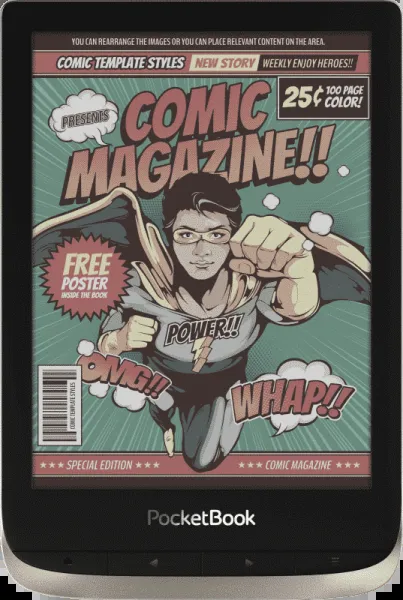 YOU CAN REARRANGE THE IMAGES OR YOU CAN PLACE RELEVANT CONTENT ON THE AREA.
COMIC TEMPLATE STYLES NEW STORY WEEKLY ENJOY HEROES!!
PRESENTS
COMIC
MAGAZINE!!
25¢ 100 PAGE
COLOR!
FREE
POSTER
INSIDE THE BOOK
POWER!!
OMG!!
WHAP!!
COMIC TEMPLATE STYLES
★★★ SPECIAL EDITION ★★★ ★★★ COMIC MAGAZINE ★★★
PocketBook